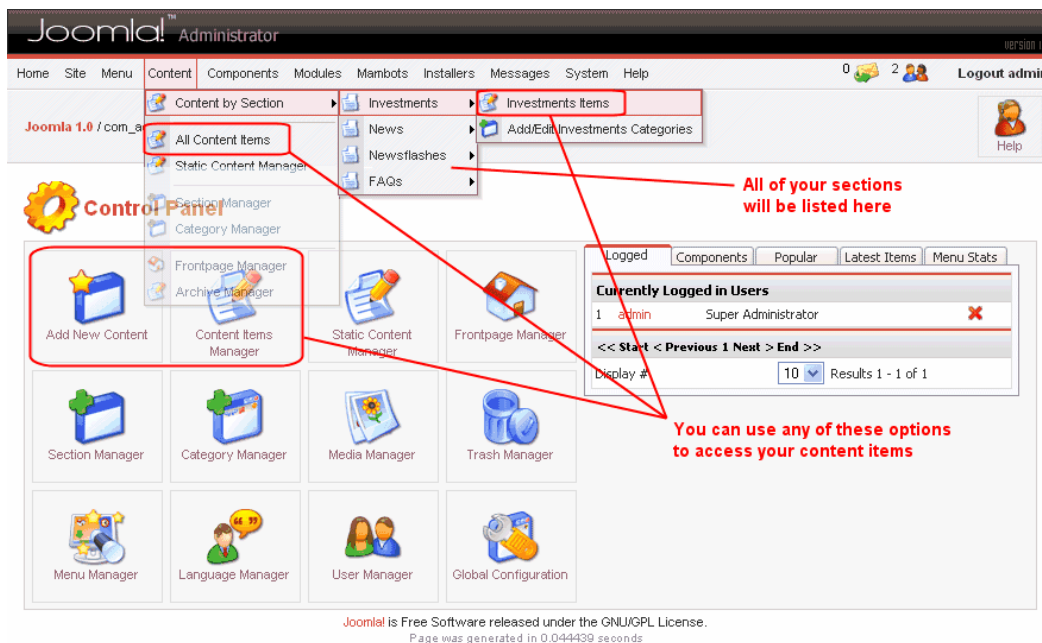 Joomla!™ Administrator
version
Home Site Menu Content Components Modules Mambots Installers Messages System Help 0 2 Logout admin
Joomla 1.0 / com_a
Content by Section
All Content Items
Static Content Manager
Section Manager
Category Manager
Frontpage Manager
Archive Manager
Investments
News
Newsflashes
FAQs
Investments Items
Add/Edit Investments Categories
Help
All of your sections
will be listed here
Control Panel
Add New Content
Content Items
Manager
Static Content
Manager
Frontpage Manager
Section Manager
Category Manager
Media Manager
Trash Manager
Menu Manager
Language Manager
User Manager
Global Configuration
Logged Components Popular Latest Items Menu Stats
Currently Logged in Users
1 admin Super Administrator
<< Start < Previous 1 Next > End >>
Display # 10 Results 1 - 1 of 1
You can use any of these options
to access your content items
Joomla! is Free Software released under the GNU/GPL License.
Page was generated in 0.044439 seconds